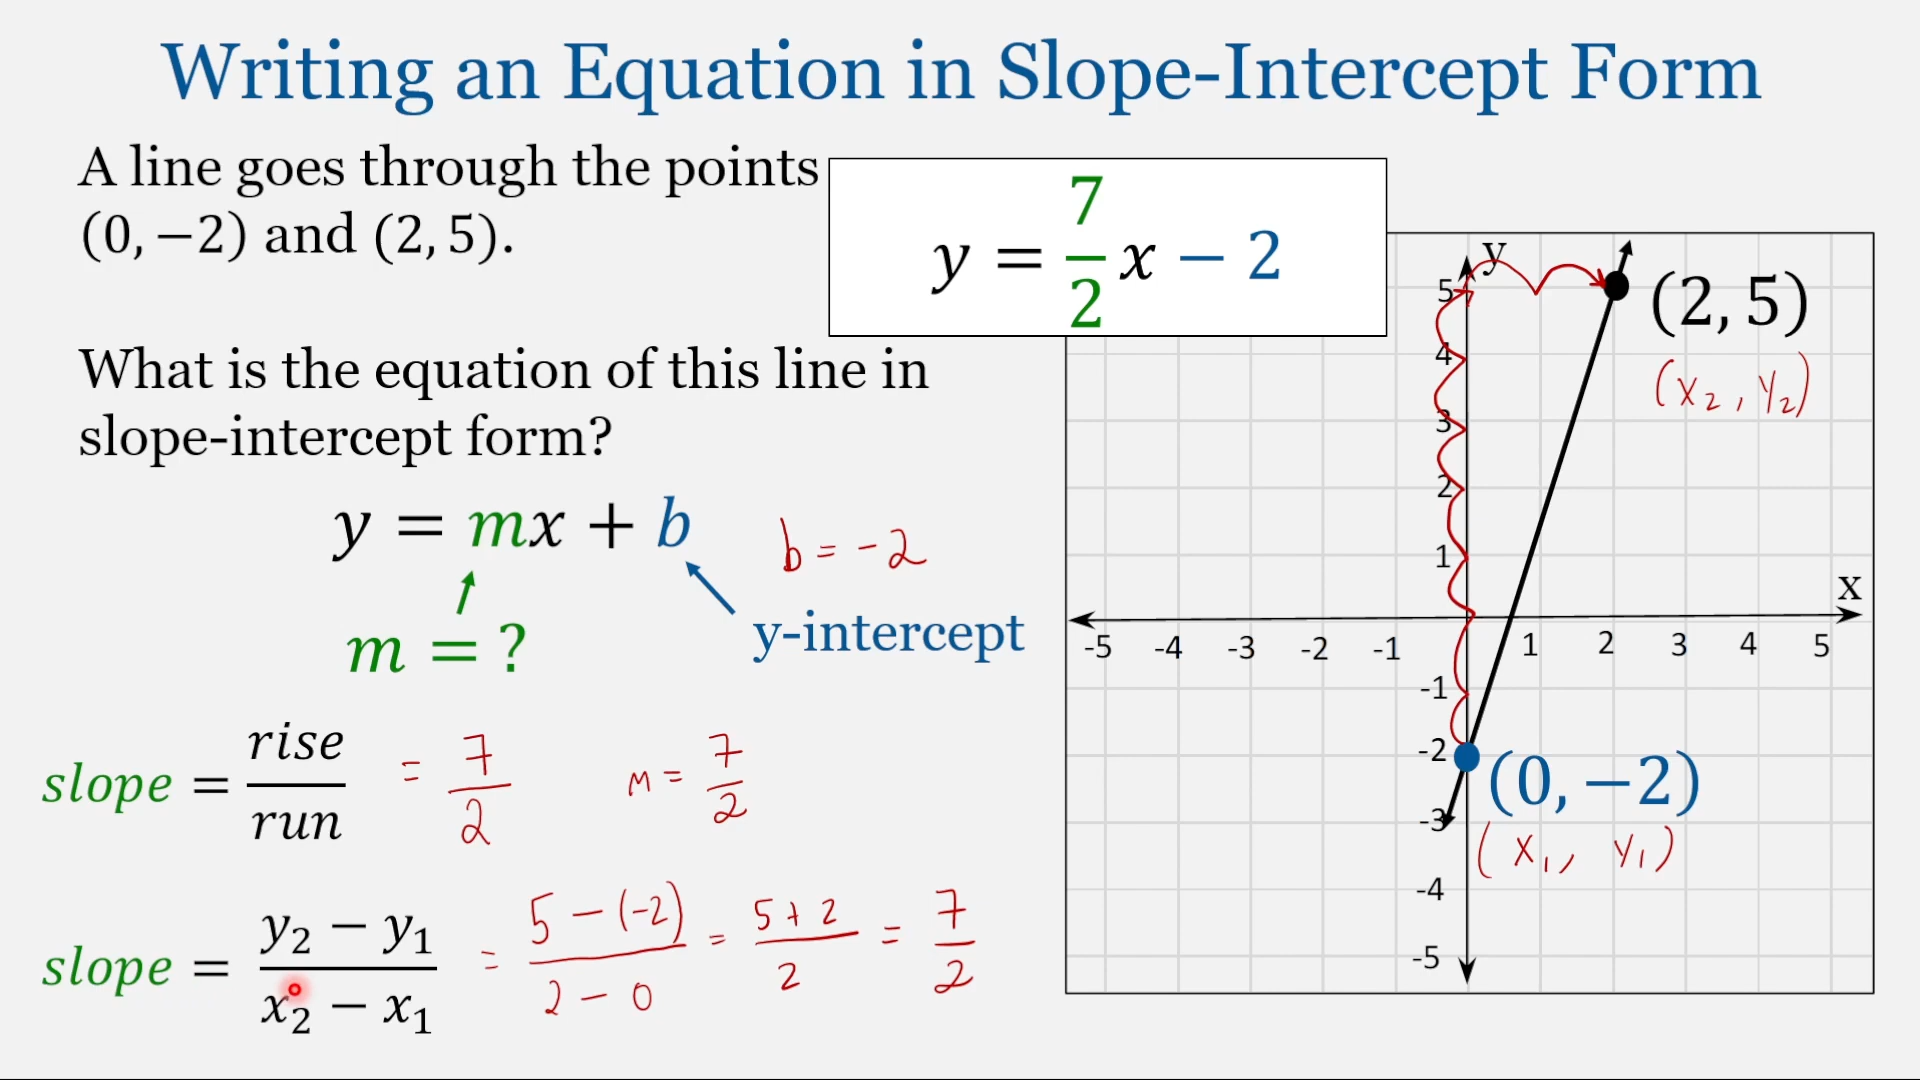 Writing an Equation in Slope-Intercept Form
A line goes through the points
(0, −2) and (2, 5).
y = 7/2 x − 2
What is the equation of this line in
slope-intercept form?
y = mx + b
b = -2
m = ?
y-intercept
slope = rise/run
= 7/2
m = 7/2
slope = (y₂ − y₁)/(x₂ − x₁)
= (5 - (-2))/(2 - 0) = (5 + 2)/2 = 7/2
y
5
(2, 5)
4
(x₂, y₂)
3
2
1
x
-5 -4 -3 -2 -1 1 2 3 4 5
-1
-2
(0, −2)
-3
(x₁, y₁)
-4
-5